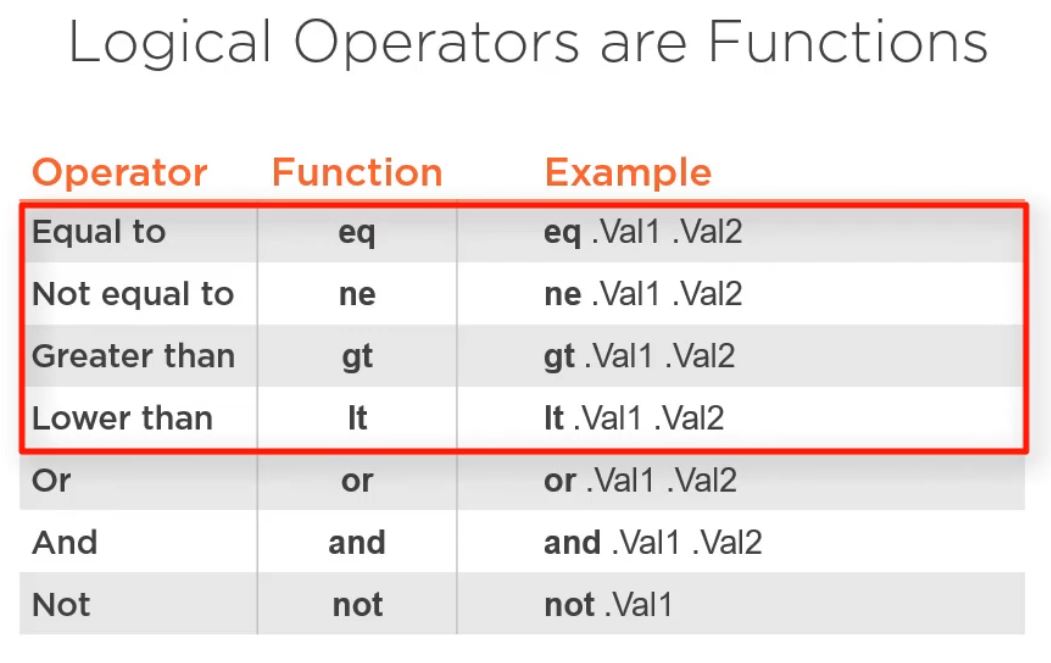 Logical Operators are Functions
Operator Function Example
Equal to eq eq .Val1 .Val2
Not equal to ne ne .Val1 .Val2
Greater than gt gt .Val1 .Val2
Lower than lt lt .Val1 .Val2
Or or or .Val1 .Val2
And and and .Val1 .Val2
Not not not .Val1